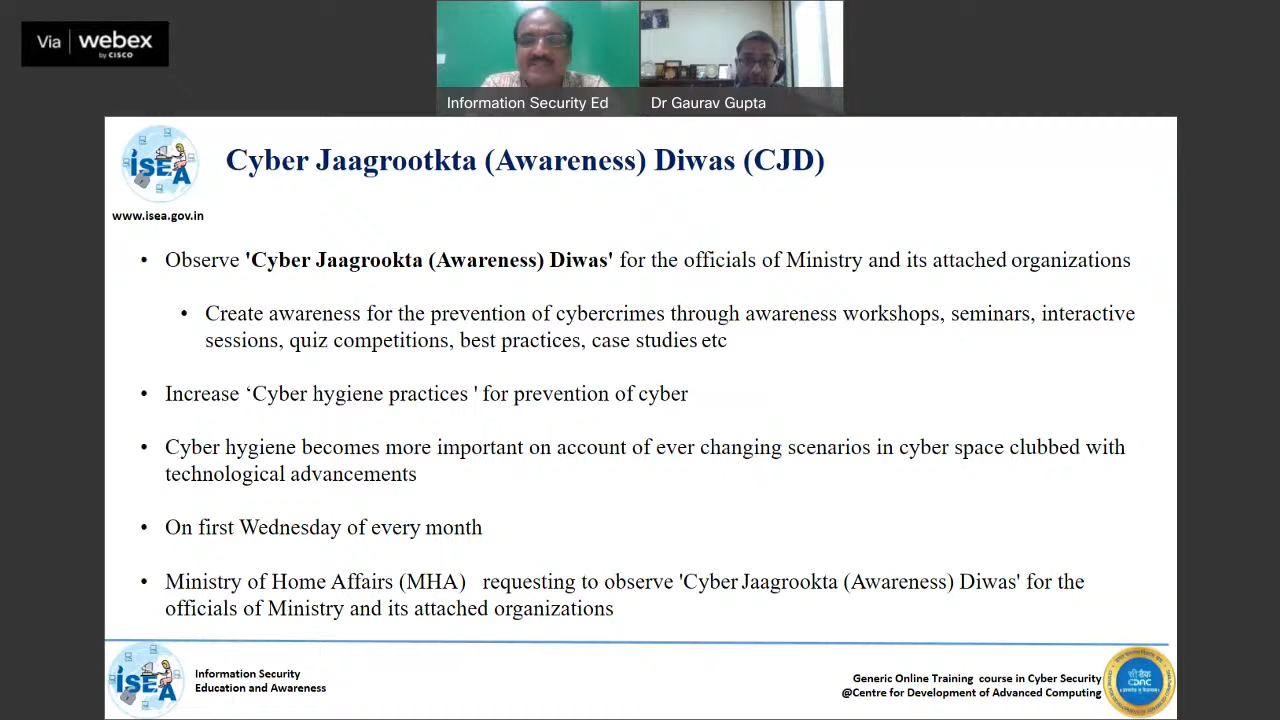 Via webex
by CISCO
Information Security Ed
Dr Gaurav Gupta
iSEA
Cyber Jaagrootkta (Awareness) Diwas (CJD)
www.isea.gov.in
• Observe 'Cyber Jaagrookta (Awareness) Diwas' for the officials of Ministry and its attached organizations
• Create awareness for the prevention of cybercrimes through awareness workshops, seminars, interactive
sessions, quiz competitions, best practices, case studies etc
• Increase ‘Cyber hygiene practices ' for prevention of cyber
• Cyber hygiene becomes more important on account of ever changing scenarios in cyber space clubbed with
technological advancements
• On first Wednesday of every month
• Ministry of Home Affairs (MHA) requesting to observe 'Cyber Jaagrookta (Awareness) Diwas' for the
officials of Ministry and its attached organizations
iSEA
Information Security
Education and Awareness
Generic Online Training course in Cyber Security
@Centre for Development of Advanced Computing
सी डैक
CDAC